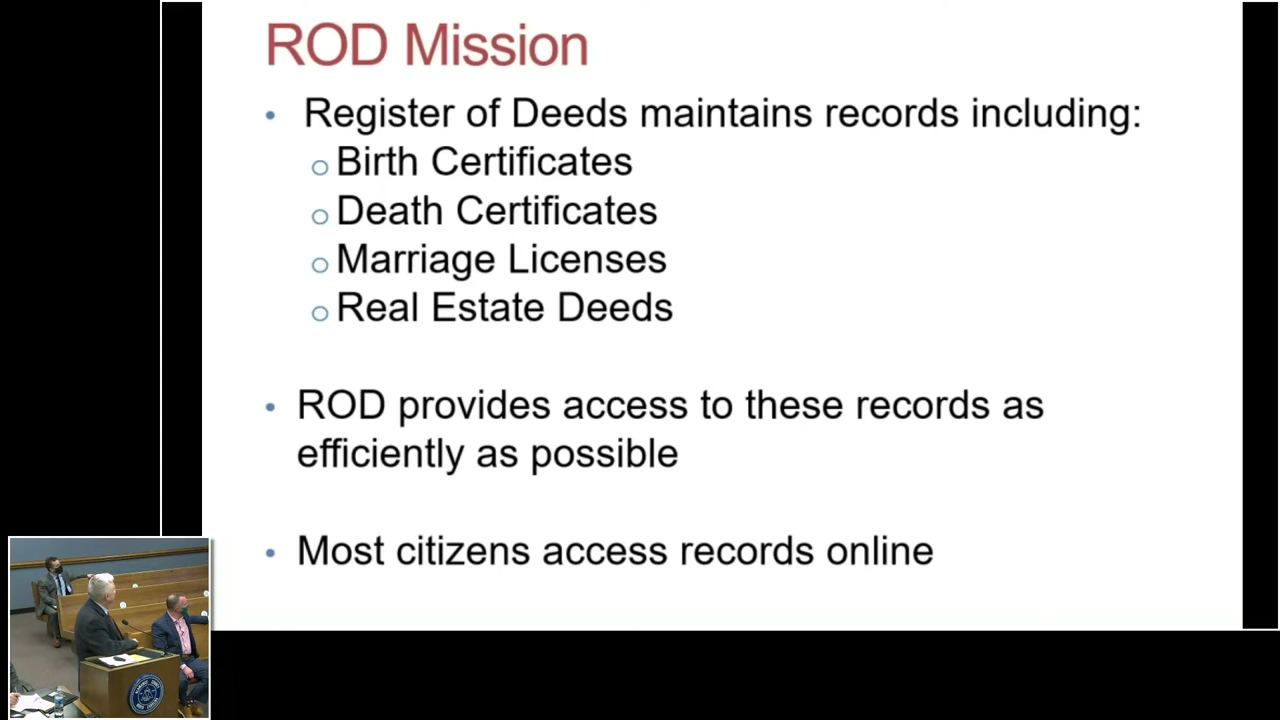 ROD Mission
• Register of Deeds maintains records including:
o Birth Certificates
o Death Certificates
o Marriage Licenses
o Real Estate Deeds
• ROD provides access to these records as
efficiently as possible
• Most citizens access records online